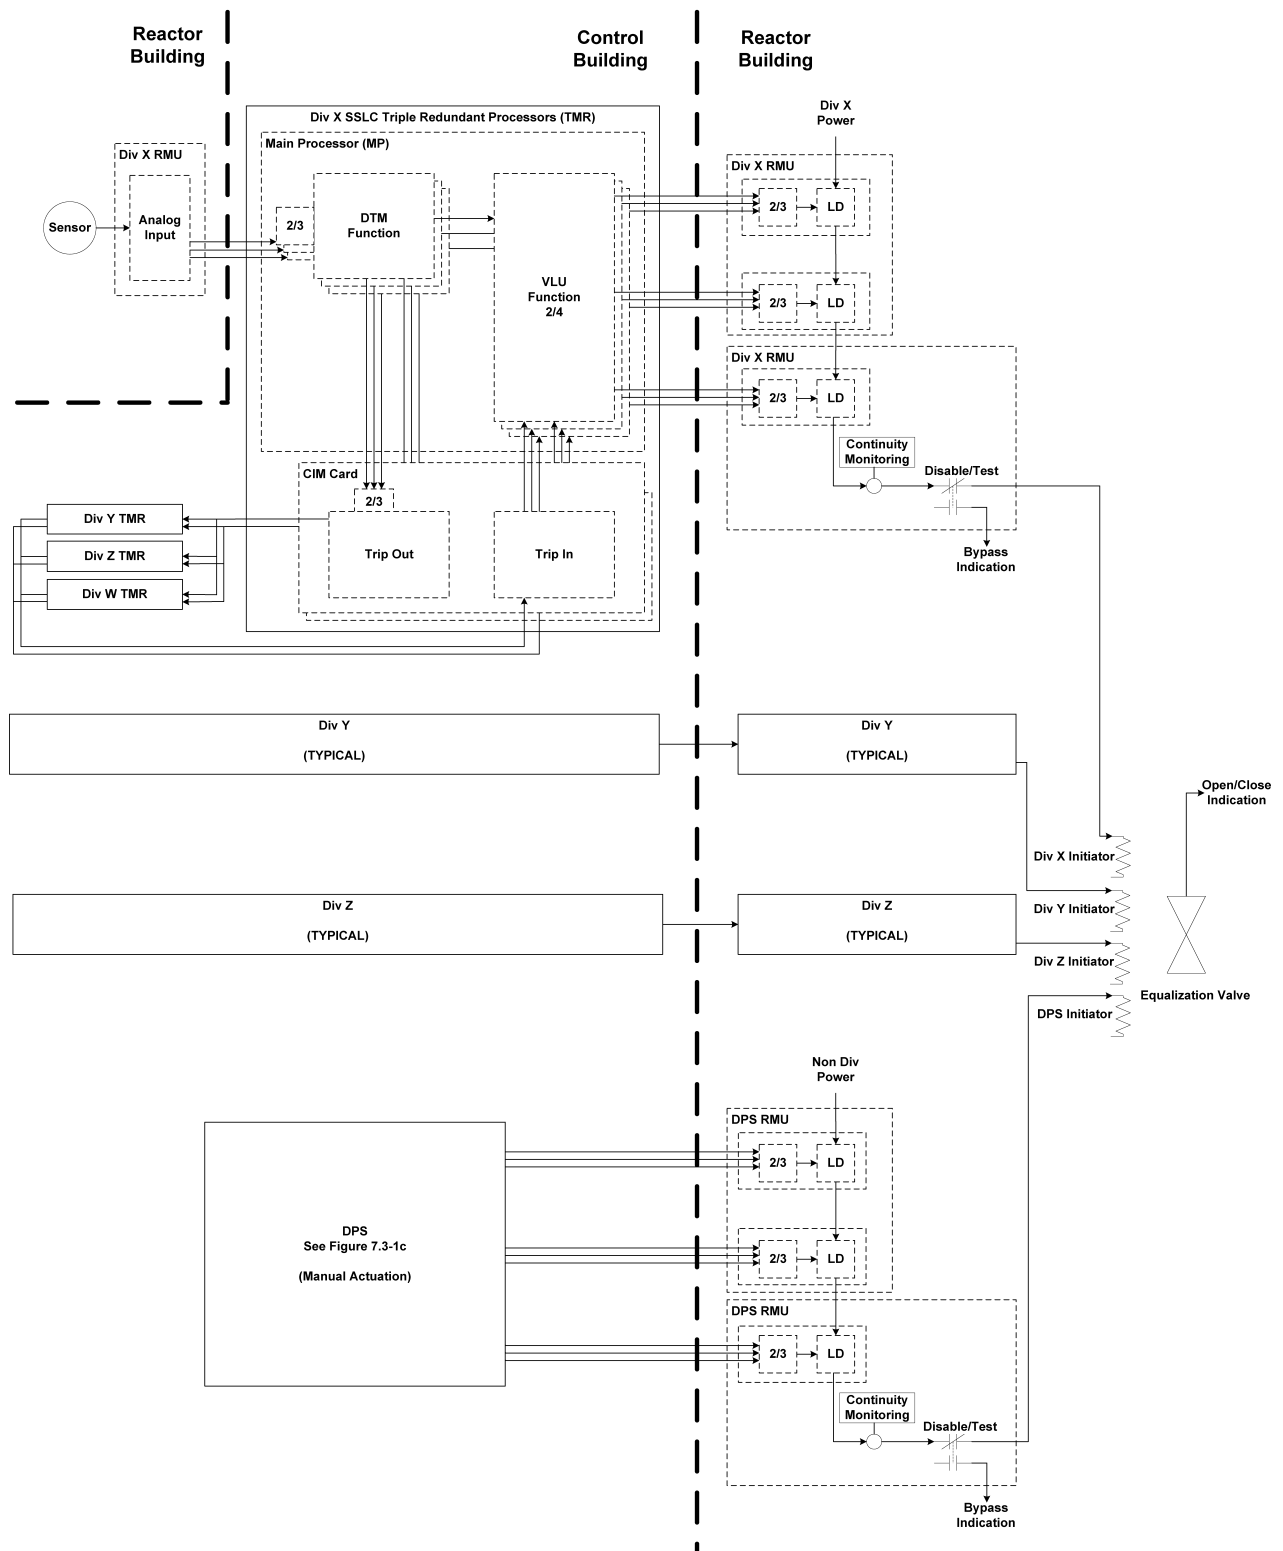 Reactor
Building
Control
Building
Reactor
Building
Div X SSLC Triple Redundant Processors (TMR)
Main Processor (MP)
Div X RMU
Sensor
Analog
Input
2/3
DTM
Function
VLU
Function
2/4
CIM Card
2/3
Trip Out
Trip In
Div Y TMR
Div Z TMR
Div W TMR
Div X
Power
Div X RMU
2/3
LD
2/3
LD
Div X RMU
2/3
LD
Continuity
Monitoring
Disable/Test
Bypass
Indication
Div Y
(TYPICAL)
Div Y
(TYPICAL)
Div Z
(TYPICAL)
Div Z
(TYPICAL)
Open/Close
Indication
Div X Initiator
Div Y Initiator
Div Z Initiator
DPS Initiator
Equalization Valve
Non Div
Power
DPS
See Figure 7.3-1c
(Manual Actuation)
DPS RMU
2/3
LD
2/3
LD
DPS RMU
2/3
LD
Continuity
Monitoring
Disable/Test
Bypass
Indication